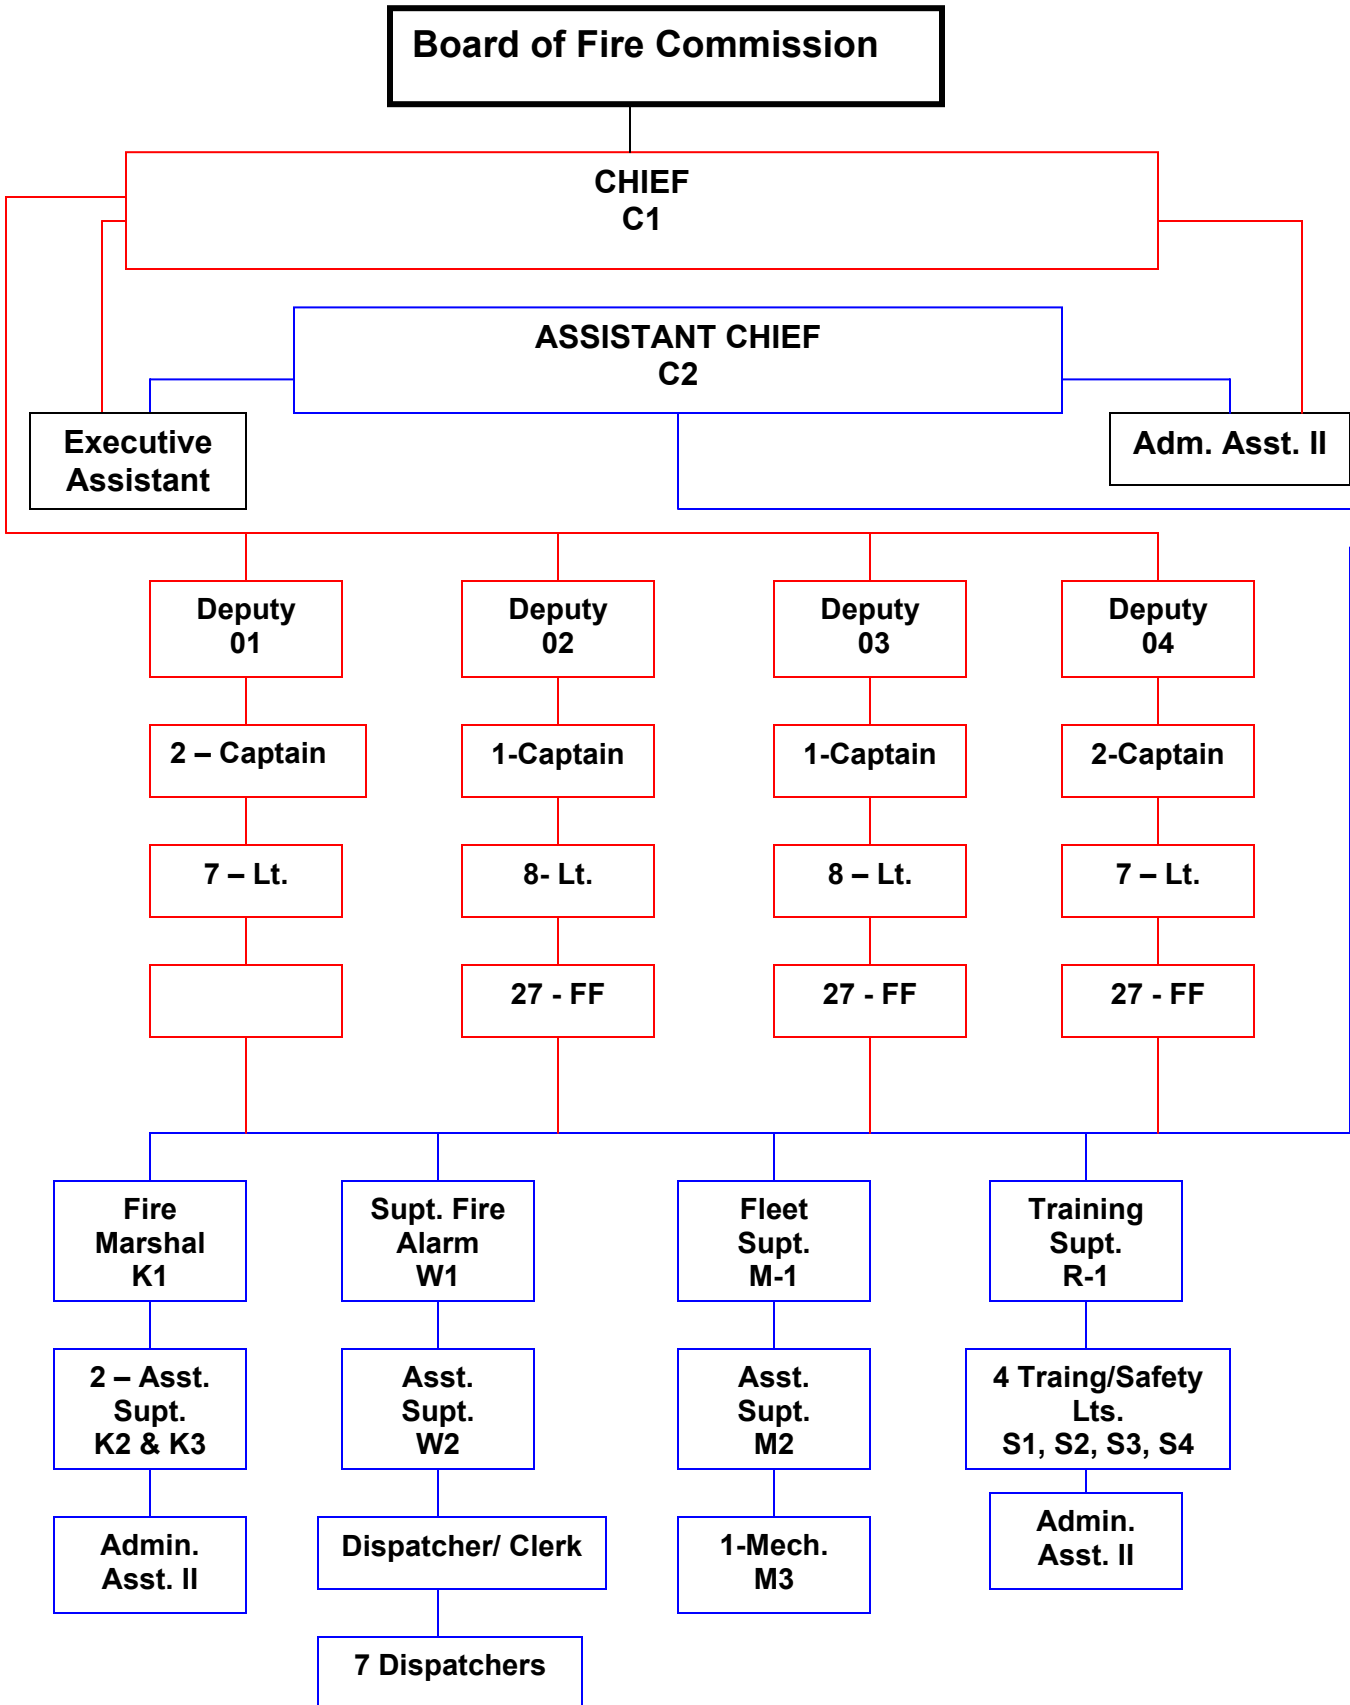 Board of Fire Commission
CHIEF
C1
ASSISTANT CHIEF
C2
Executive
Assistant
Adm. Asst. II
Deputy
01
Deputy
02
Deputy
03
Deputy
04
2 – Captain
1-Captain
1-Captain
2-Captain
7 – Lt.
8- Lt.
8 – Lt.
7 – Lt.
27 - FF
27 - FF
27 - FF
Fire
Marshal
K1
Supt. Fire
Alarm
W1
Fleet
Supt.
M-1
Training
Supt.
R-1
2 – Asst.
Supt.
K2 & K3
Asst.
Supt.
W2
Asst.
Supt.
M2
4 Traing/Safety
Lts.
S1, S2, S3, S4
Admin.
Asst. II
Dispatcher/ Clerk
1-Mech.
M3
Admin.
Asst. II
7 Dispatchers